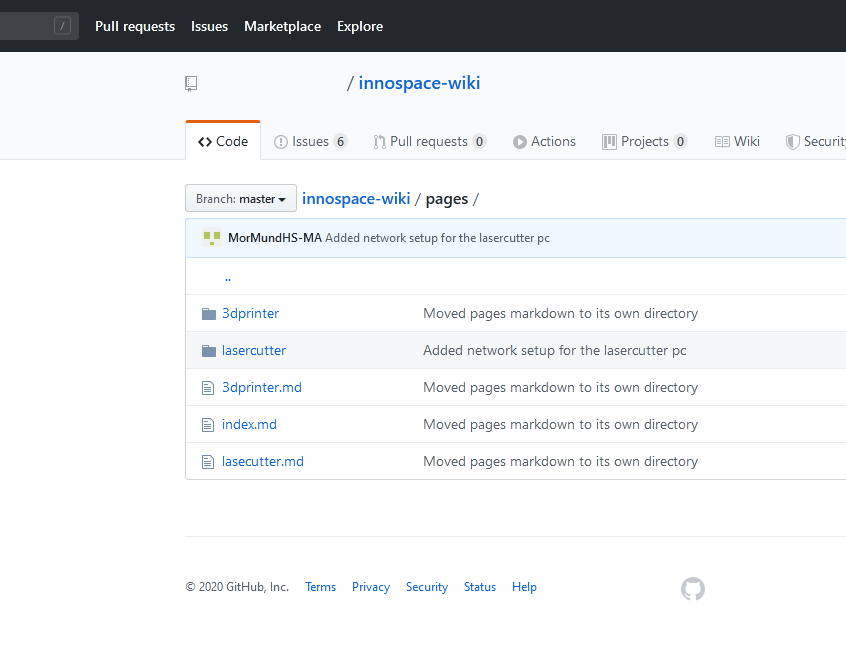 / Pull requests Issues Marketplace Explore
/ innospace-wiki
Code Issues 6 Pull requests 0 Actions Projects 0 Wiki Security
Branch: master innospace-wiki / pages /
MorMundHS-MA Added network setup for the lasercutter pc
..
3dprinter Moved pages markdown to its own directory
lasercutter Added network setup for the lasercutter pc
3dprinter.md Moved pages markdown to its own directory
index.md Moved pages markdown to its own directory
lasecutter.md Moved pages markdown to its own directory
© 2020 GitHub, Inc. Terms Privacy Security Status Help